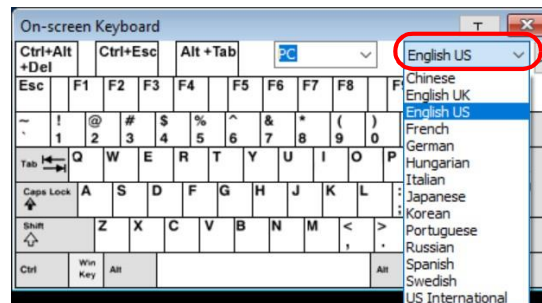 On-screen Keyboard
T X
Ctrl+Alt +Del Ctrl+Esc Alt +Tab PC English US
Esc F1 F2 F3 F4 F5 F6 F7 F8
~ ! @ # $ % ^ & * ( )
` 1 2 3 4 5 6 7 8 9 0
Tab Q W E R T Y U I O P
Caps Lock A S D F G H J K L : ;
Shift Z X C V B N M < , > .
Ctrl Win Key Alt Alt
Chinese
English UK
English US
French
German
Hungarian
Italian
Japanese
Korean
Portuguese
Russian
Spanish
Swedish
US International